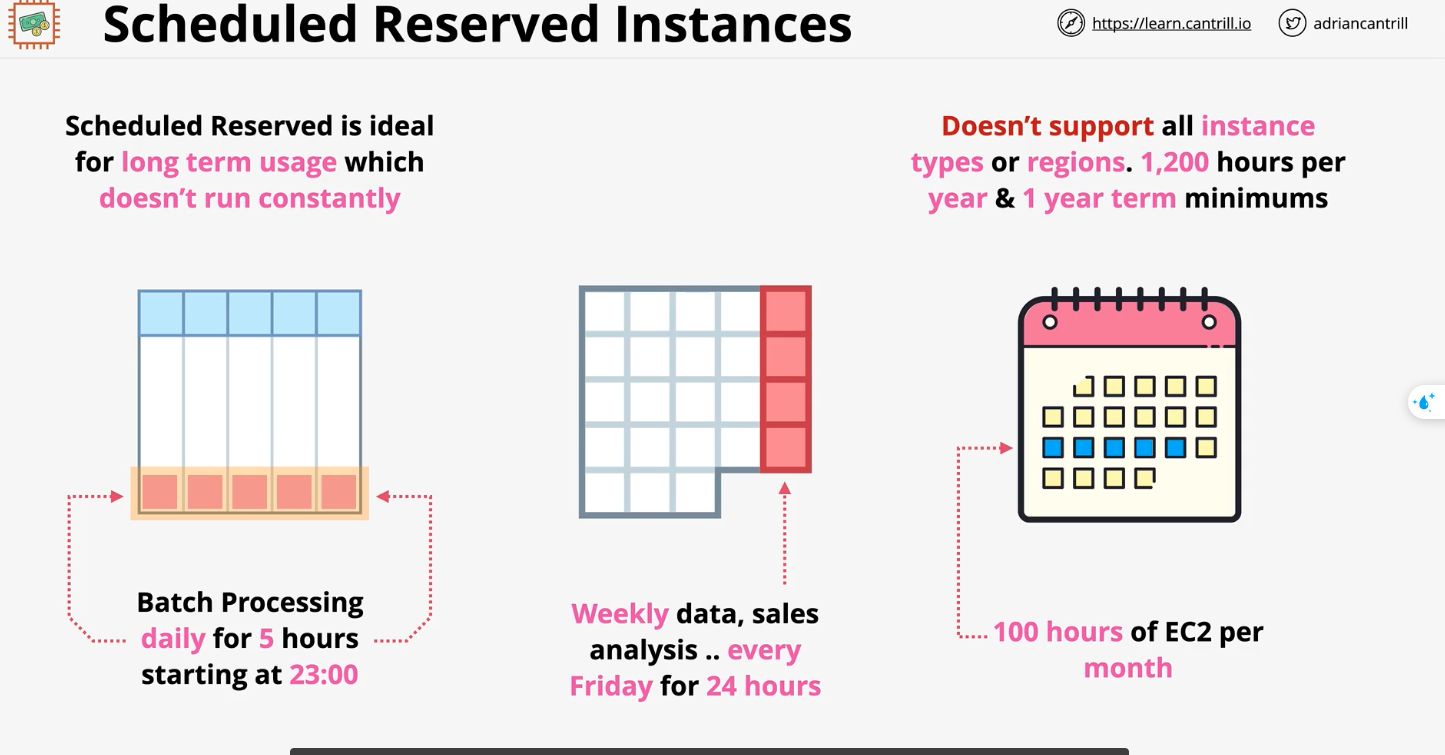 Scheduled Reserved Instances
https://learn.cantrill.io
adriancantrill
Scheduled Reserved is ideal
for long term usage which
doesn’t run constantly
Doesn’t support all instance
types or regions. 1,200 hours per
year & 1 year term minimums
Batch Processing
daily for 5 hours
starting at 23:00
Weekly data, sales
analysis .. every
Friday for 24 hours
100 hours of EC2 per
month